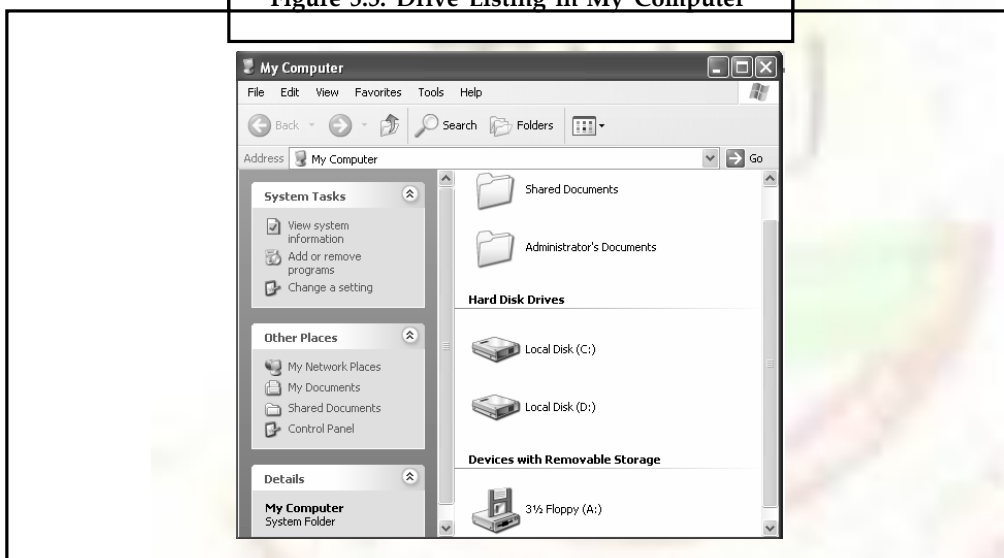 Figure 3.3: Drive Listing in My Computer
My Computer
File Edit View Favorites Tools Help
Back Search Folders
Address My Computer Go
System Tasks
View system
information
Add or remove
programs
Change a setting
Other Places
My Network Places
My Documents
Shared Documents
Control Panel
Details
My Computer
System Folder
Shared Documents
Administrator's Documents
Hard Disk Drives
Local Disk (C:)
Local Disk (D:)
Devices with Removable Storage
3½ Floppy (A:)